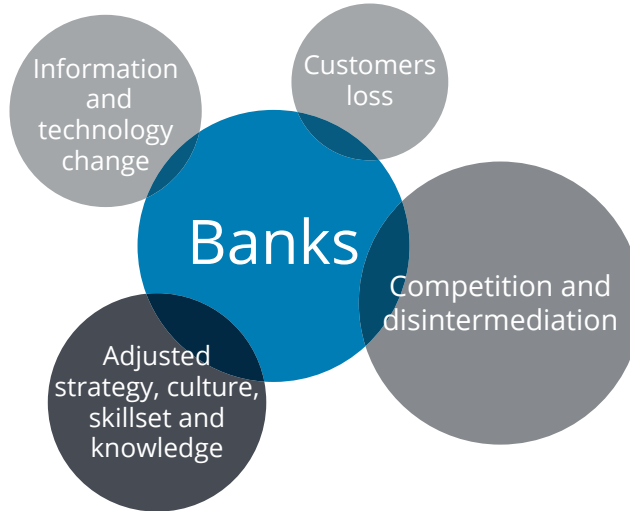 Information
and
technology
change
Customers
loss
Banks
Competition and
disintermediation
Adjusted
strategy, culture,
skillset and
knowledge